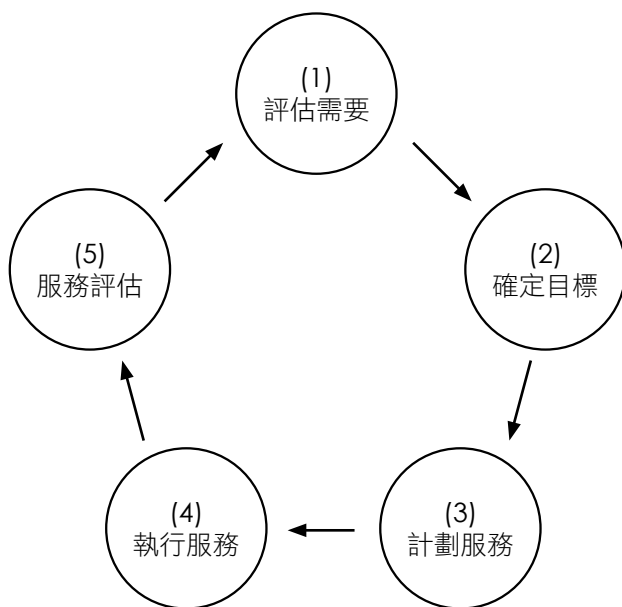 (1)
評估需要
(2)
確定目標
(3)
計劃服務
(4)
執行服務
(5)
服務評估